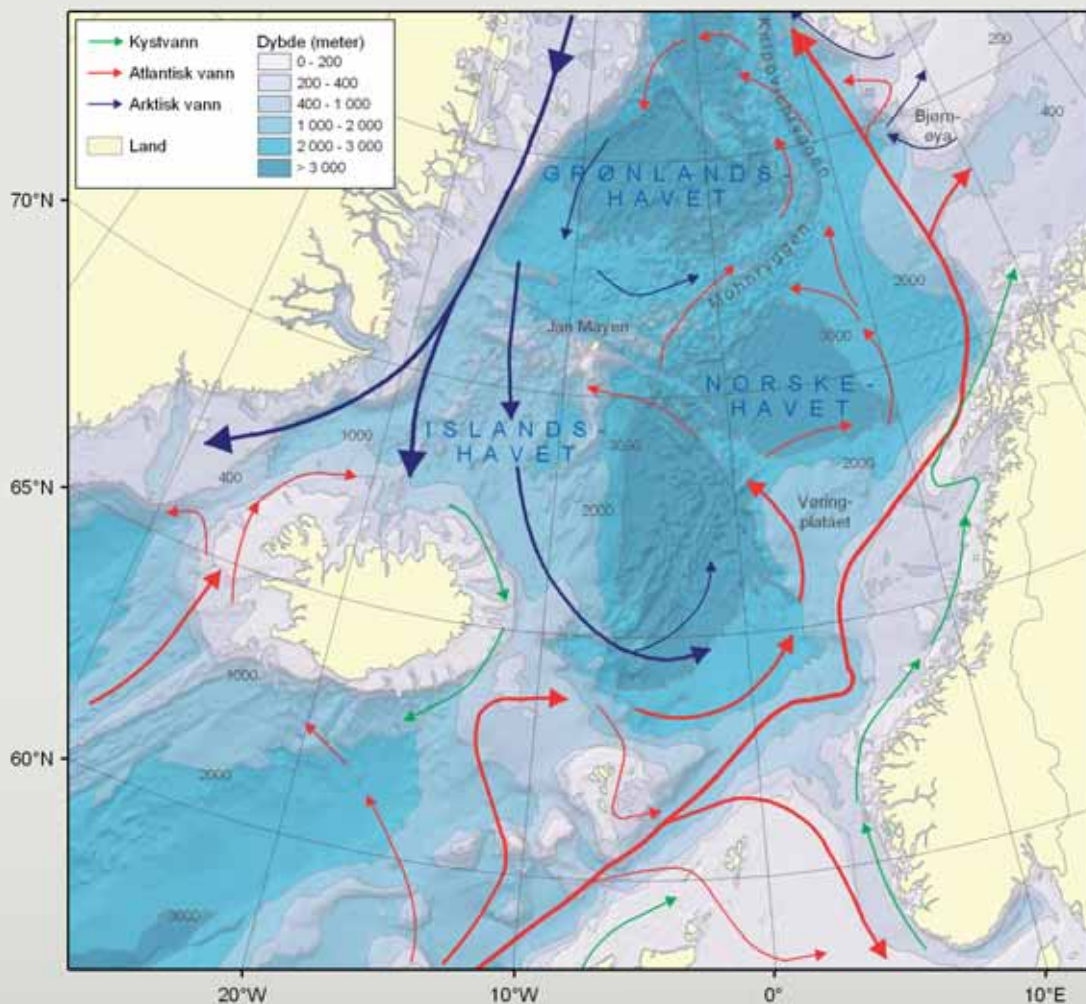 Kystvann
Atlantisk vann
Arktisk vann
Land
Dybde (meter)
0 - 200
200 - 400
400 - 1 000
1 000 - 2 000
2 000 - 3 000
> 3 000
200
400
Bjørn-
øya
Knipovichryggen
GRØNLANDS-
HAVET
Mohnryggen
2000
3000
Jan Mayen
NORSKE-
HAVET
ISLANDS-
HAVET
1000
400
3000
2000
2000
Vøring-
platået
1000
2000
3000
70°N
65°N
60°N
20°W
10°W
0°
10°E